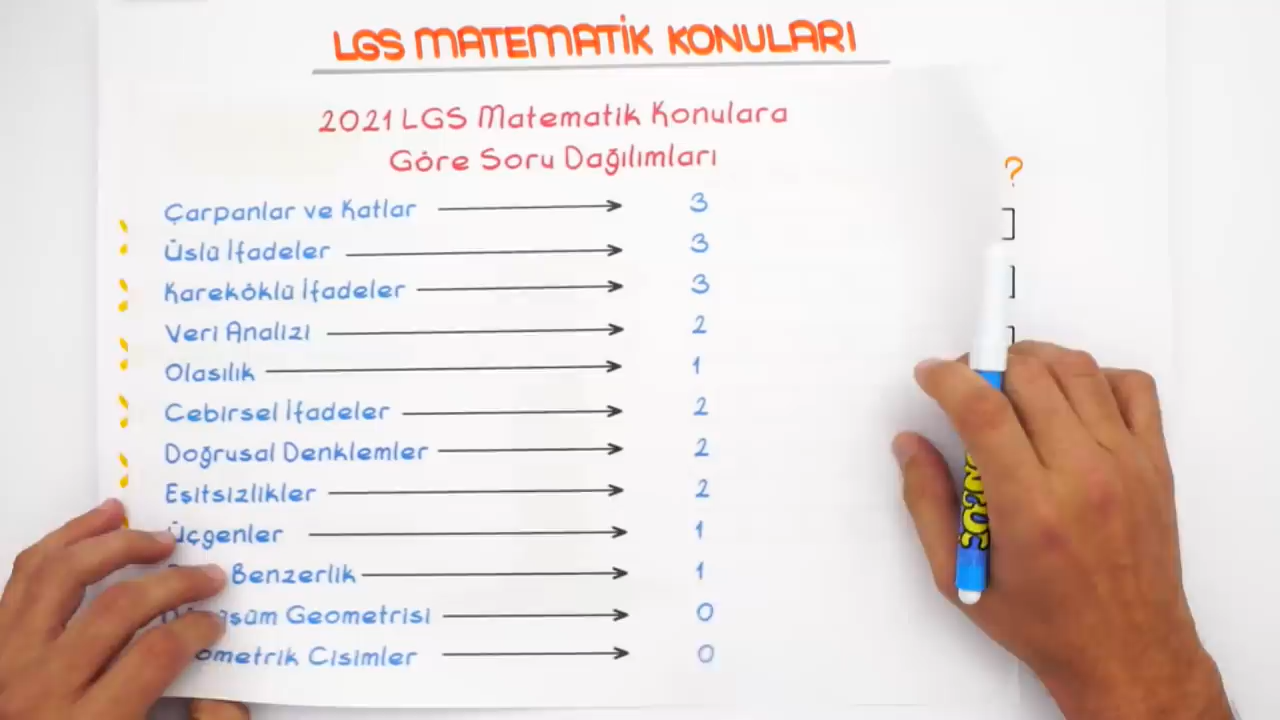 LGS MATEMATİK KONULARI
2021 LGS Matematik Konulara
Göre Soru Dağılımları
?
Çarpanlar ve Katlar 3
Üslü İfadeler 3
Kareköklü İfadeler 3
Veri Analizi 2
Olasılık 1
Cebirsel İfadeler 2
Doğrusal Denklemler 2
Eşitsizlikler 2
Üçgenler 1
Benzerlik 1
Geometrisi 0
Cisimler 0